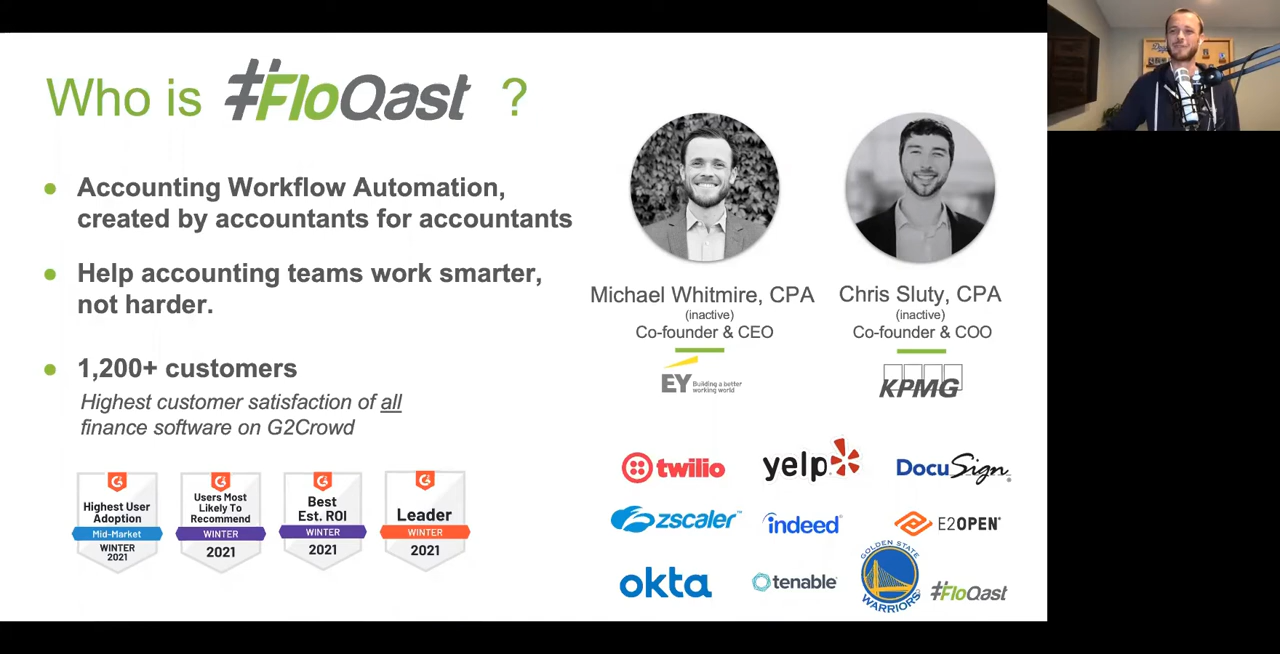 Who is #FloQast ?
● Accounting Workflow Automation,
created by accountants for accountants
● Help accounting teams work smarter,
not harder.
● 1,200+ customers
Highest customer satisfaction of all
finance software on G2Crowd
Highest User
Adoption
Mid-Market
WINTER
2021
Users Most
Likely To
Recommend
WINTER
2021
Best
Est. ROI
WINTER
2021
Leader
WINTER
2021
Michael Whitmire, CPA
(inactive)
Co-founder & CEO
EY Building a better
working world
Chris Sluty, CPA
(inactive)
Co-founder & COO
KPMG
twilio
yelp
DocuSign
zscaler™
indeed
E2OPEN
okta
tenable
GOLDEN STATE
WARRIORS
#FloQast